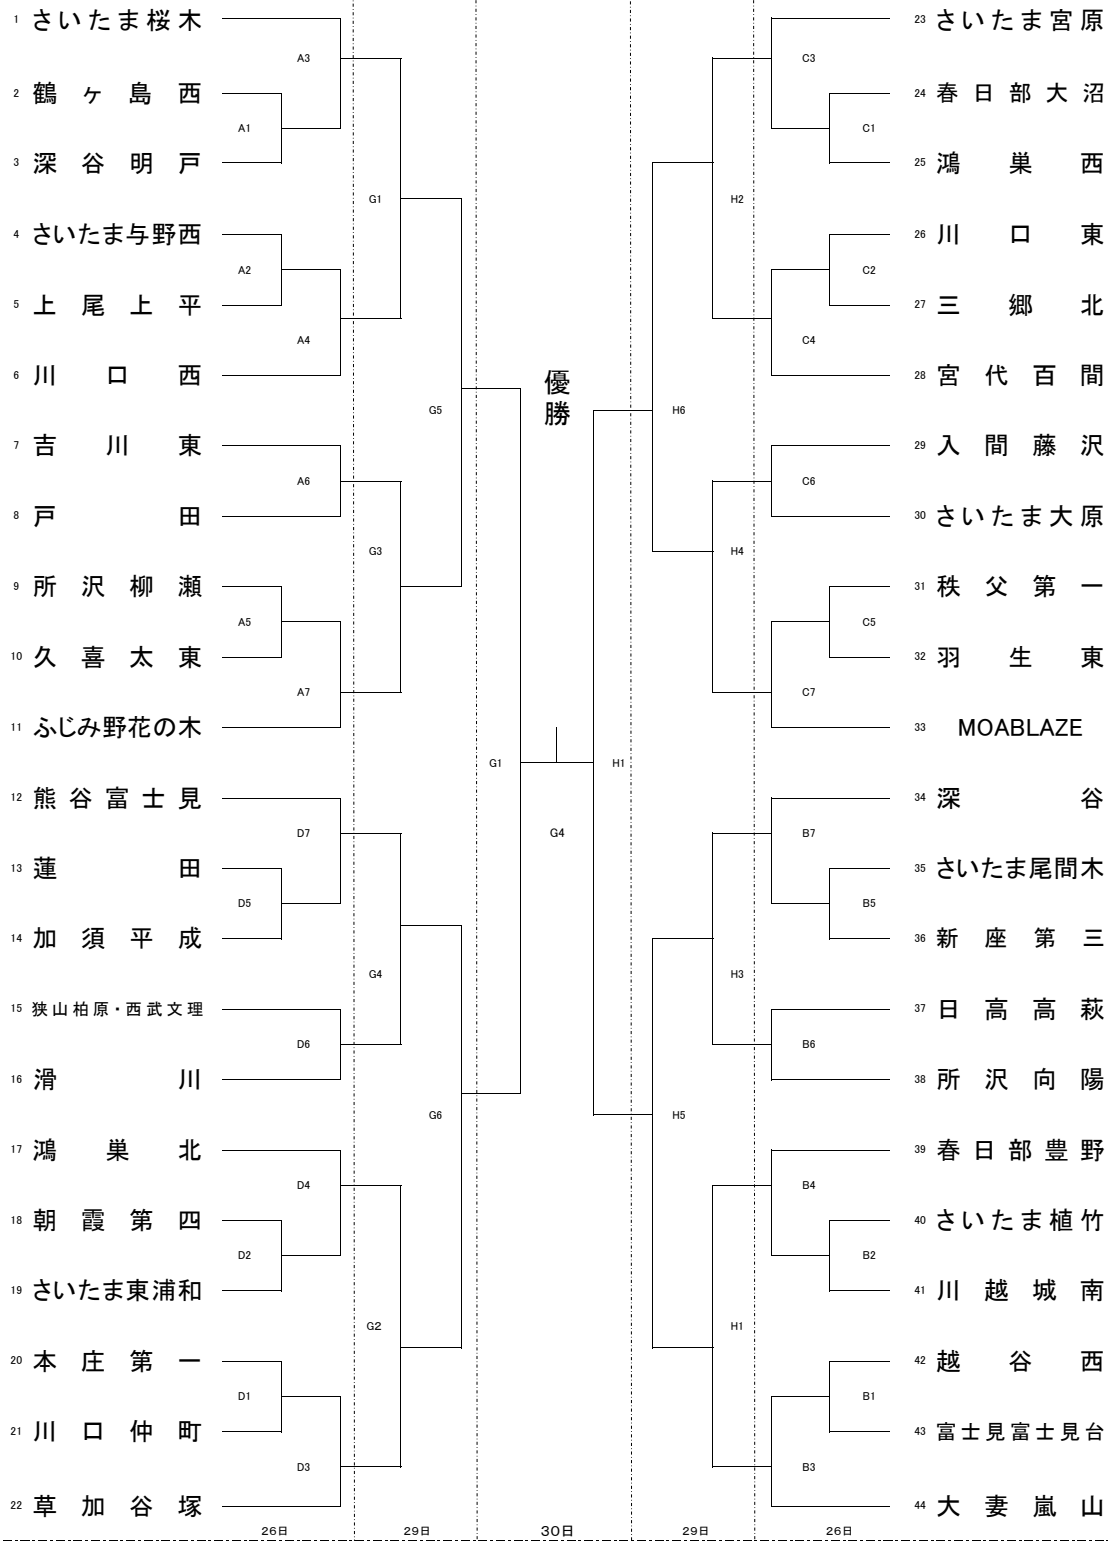 1 さいたま桜木
A3
2 鶴ヶ島西
A1
3 深谷明戸
G1
4 さいたま与野西
A2
5 上尾上平
A4
6 川口西
G5
7 吉川東
A6
8 戸田
G3
9 所沢柳瀬
A5
10 久喜太東
A7
11 ふじみ野花の木
G1
12 熊谷富士見
D7
13 蓮田
D5
14 加須平成
G4
15 狭山柏原・西武文理
D6
16 滑川
G6
17 鴻巣北
D4
18 朝霞第四
D2
19 さいたま東浦和
G2
20 本庄第一
D1
21 川口仲町
D3
22 草加谷塚
優勝
G4
23 さいたま宮原
C3
24 春日部大沼
C1
25 鴻巣西
H2
26 川口東
C2
27 三郷北
C4
28 宮代百間
H6
29 入間藤沢
C6
30 さいたま大原
H4
31 秩父第一
C5
32 羽生東
C7
33 MOABLAZE
H1
34 深谷
B7
35 さいたま尾間木
B5
36 新座第三
H3
37 日高高萩
B6
38 所沢向陽
H5
39 春日部豊野
B4
40 さいたま植竹
B2
41 川越城南
H1
42 越谷西
B1
43 富士見富士見台
B3
44 大妻嵐山
26日 29日 30日 29日 26日